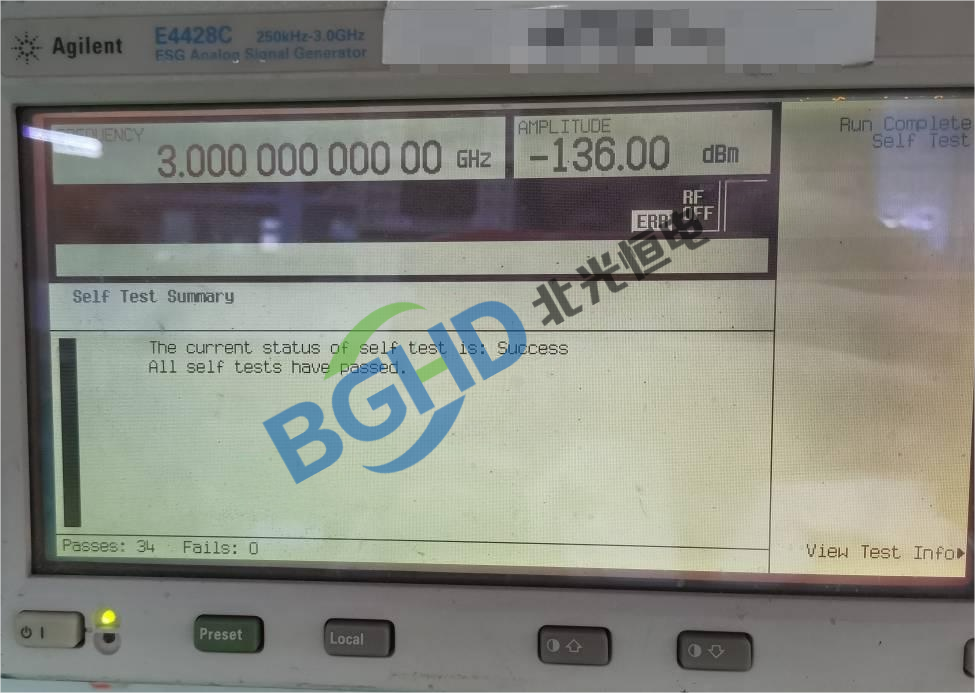 Agilent
E4428C 250kHz-3.0GHz
ESG Analog Signal Generator
FREQUENCY
3.000 000 000 00 GHz
AMPLITUDE
-136.00 dBm
Run Complete
Self Test
RF
OFF
ERR
北光恒电
BGHD
Self Test Summary
The current status of self test is: Success
All self tests have passed.
Passes: 34 Fails: 0
View Test Info
Preset
Local